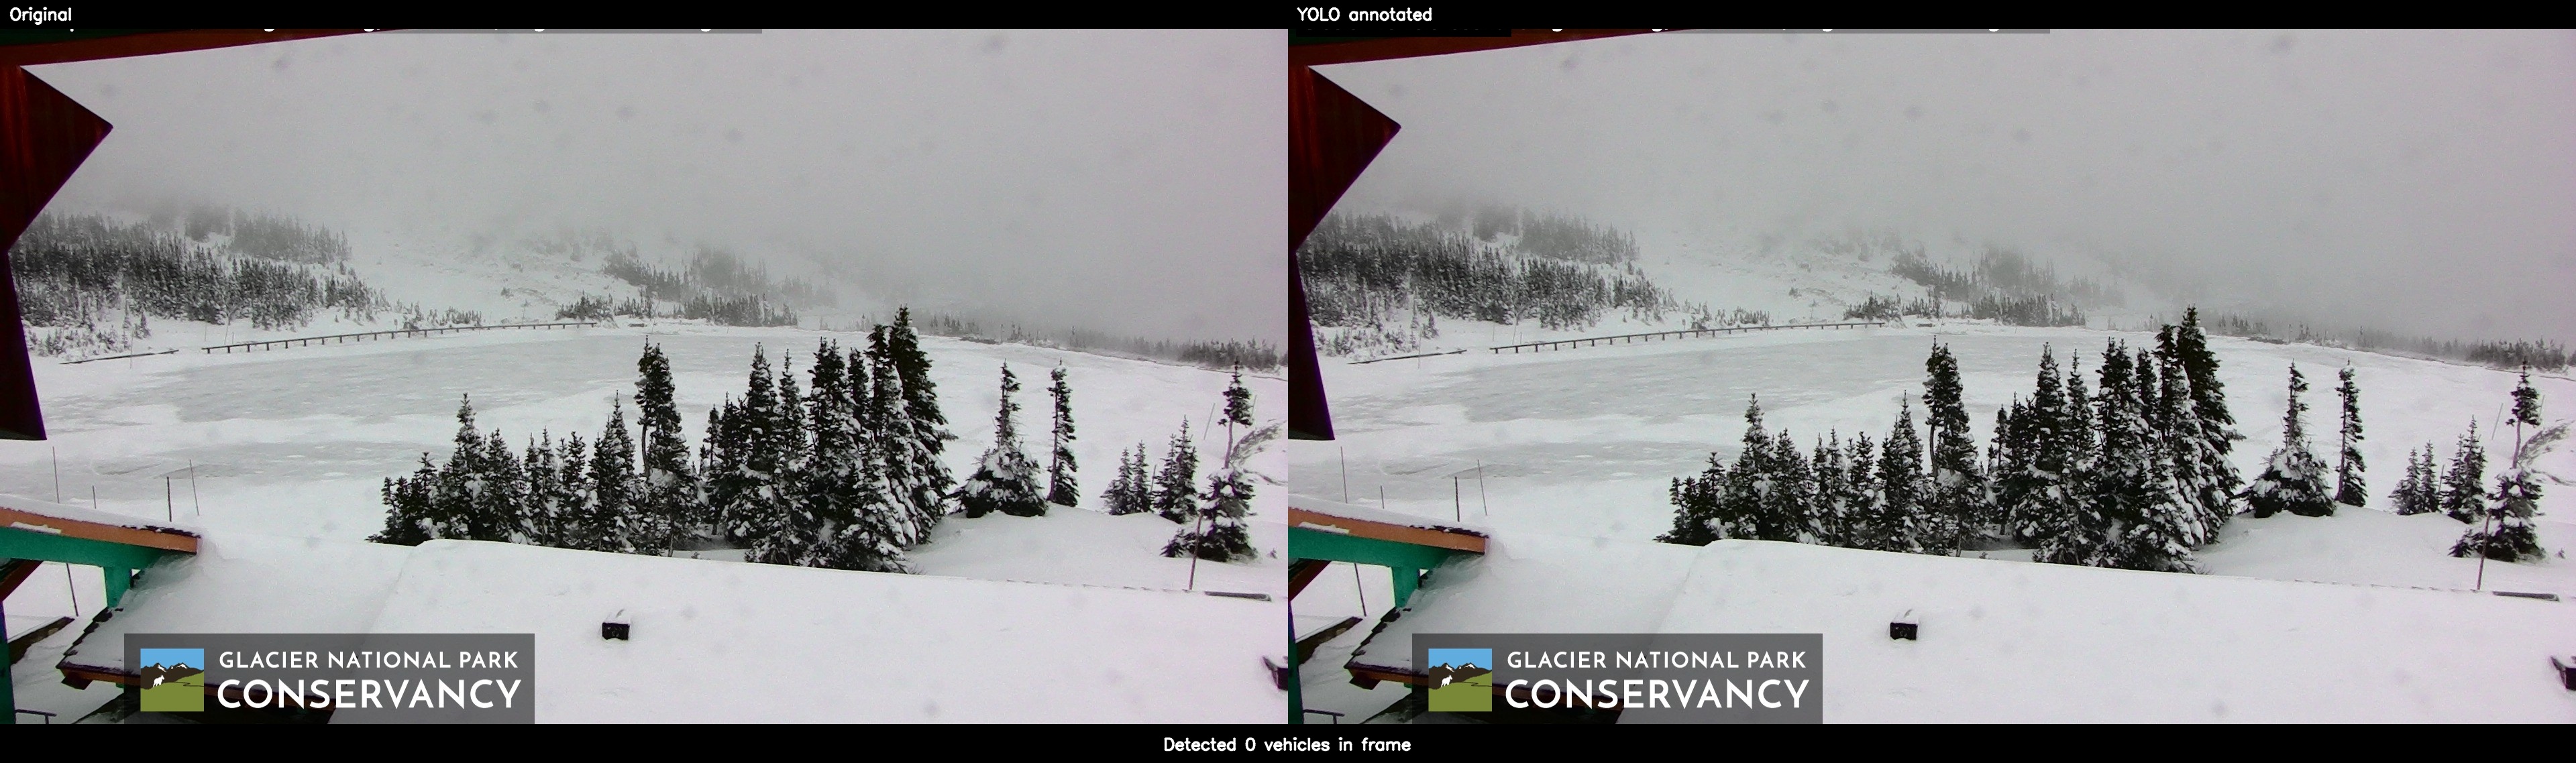 Original
YOLO annotated
GLACIER NATIONAL PARK
CONSERVANCY
GLACIER NATIONAL PARK
CONSERVANCY
Detected 0 vehicles in frame